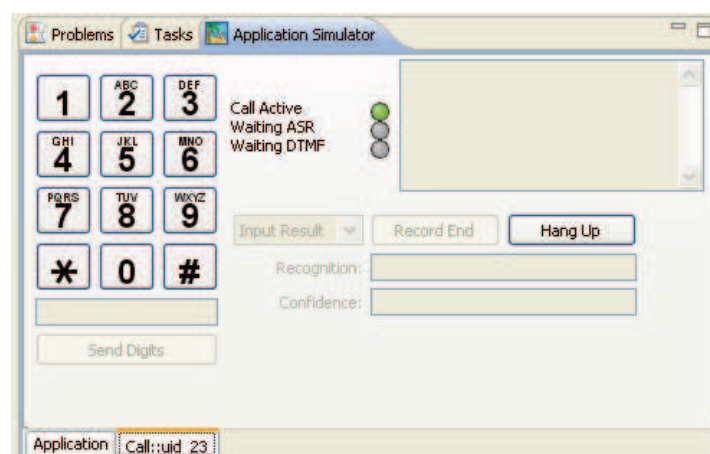 Problems Tasks Application Simulator
1 ABC 2 DEF 3
GHI 4 JKL 5 MNO 6
PQRS 7 TUV 8 WXYZ 9
* 0 #
Send Digits
Call Active
Waiting ASR
Waiting DTMF
Input Result Record End Hang Up
Recognition:
Confidence:
Application Call::uid_23